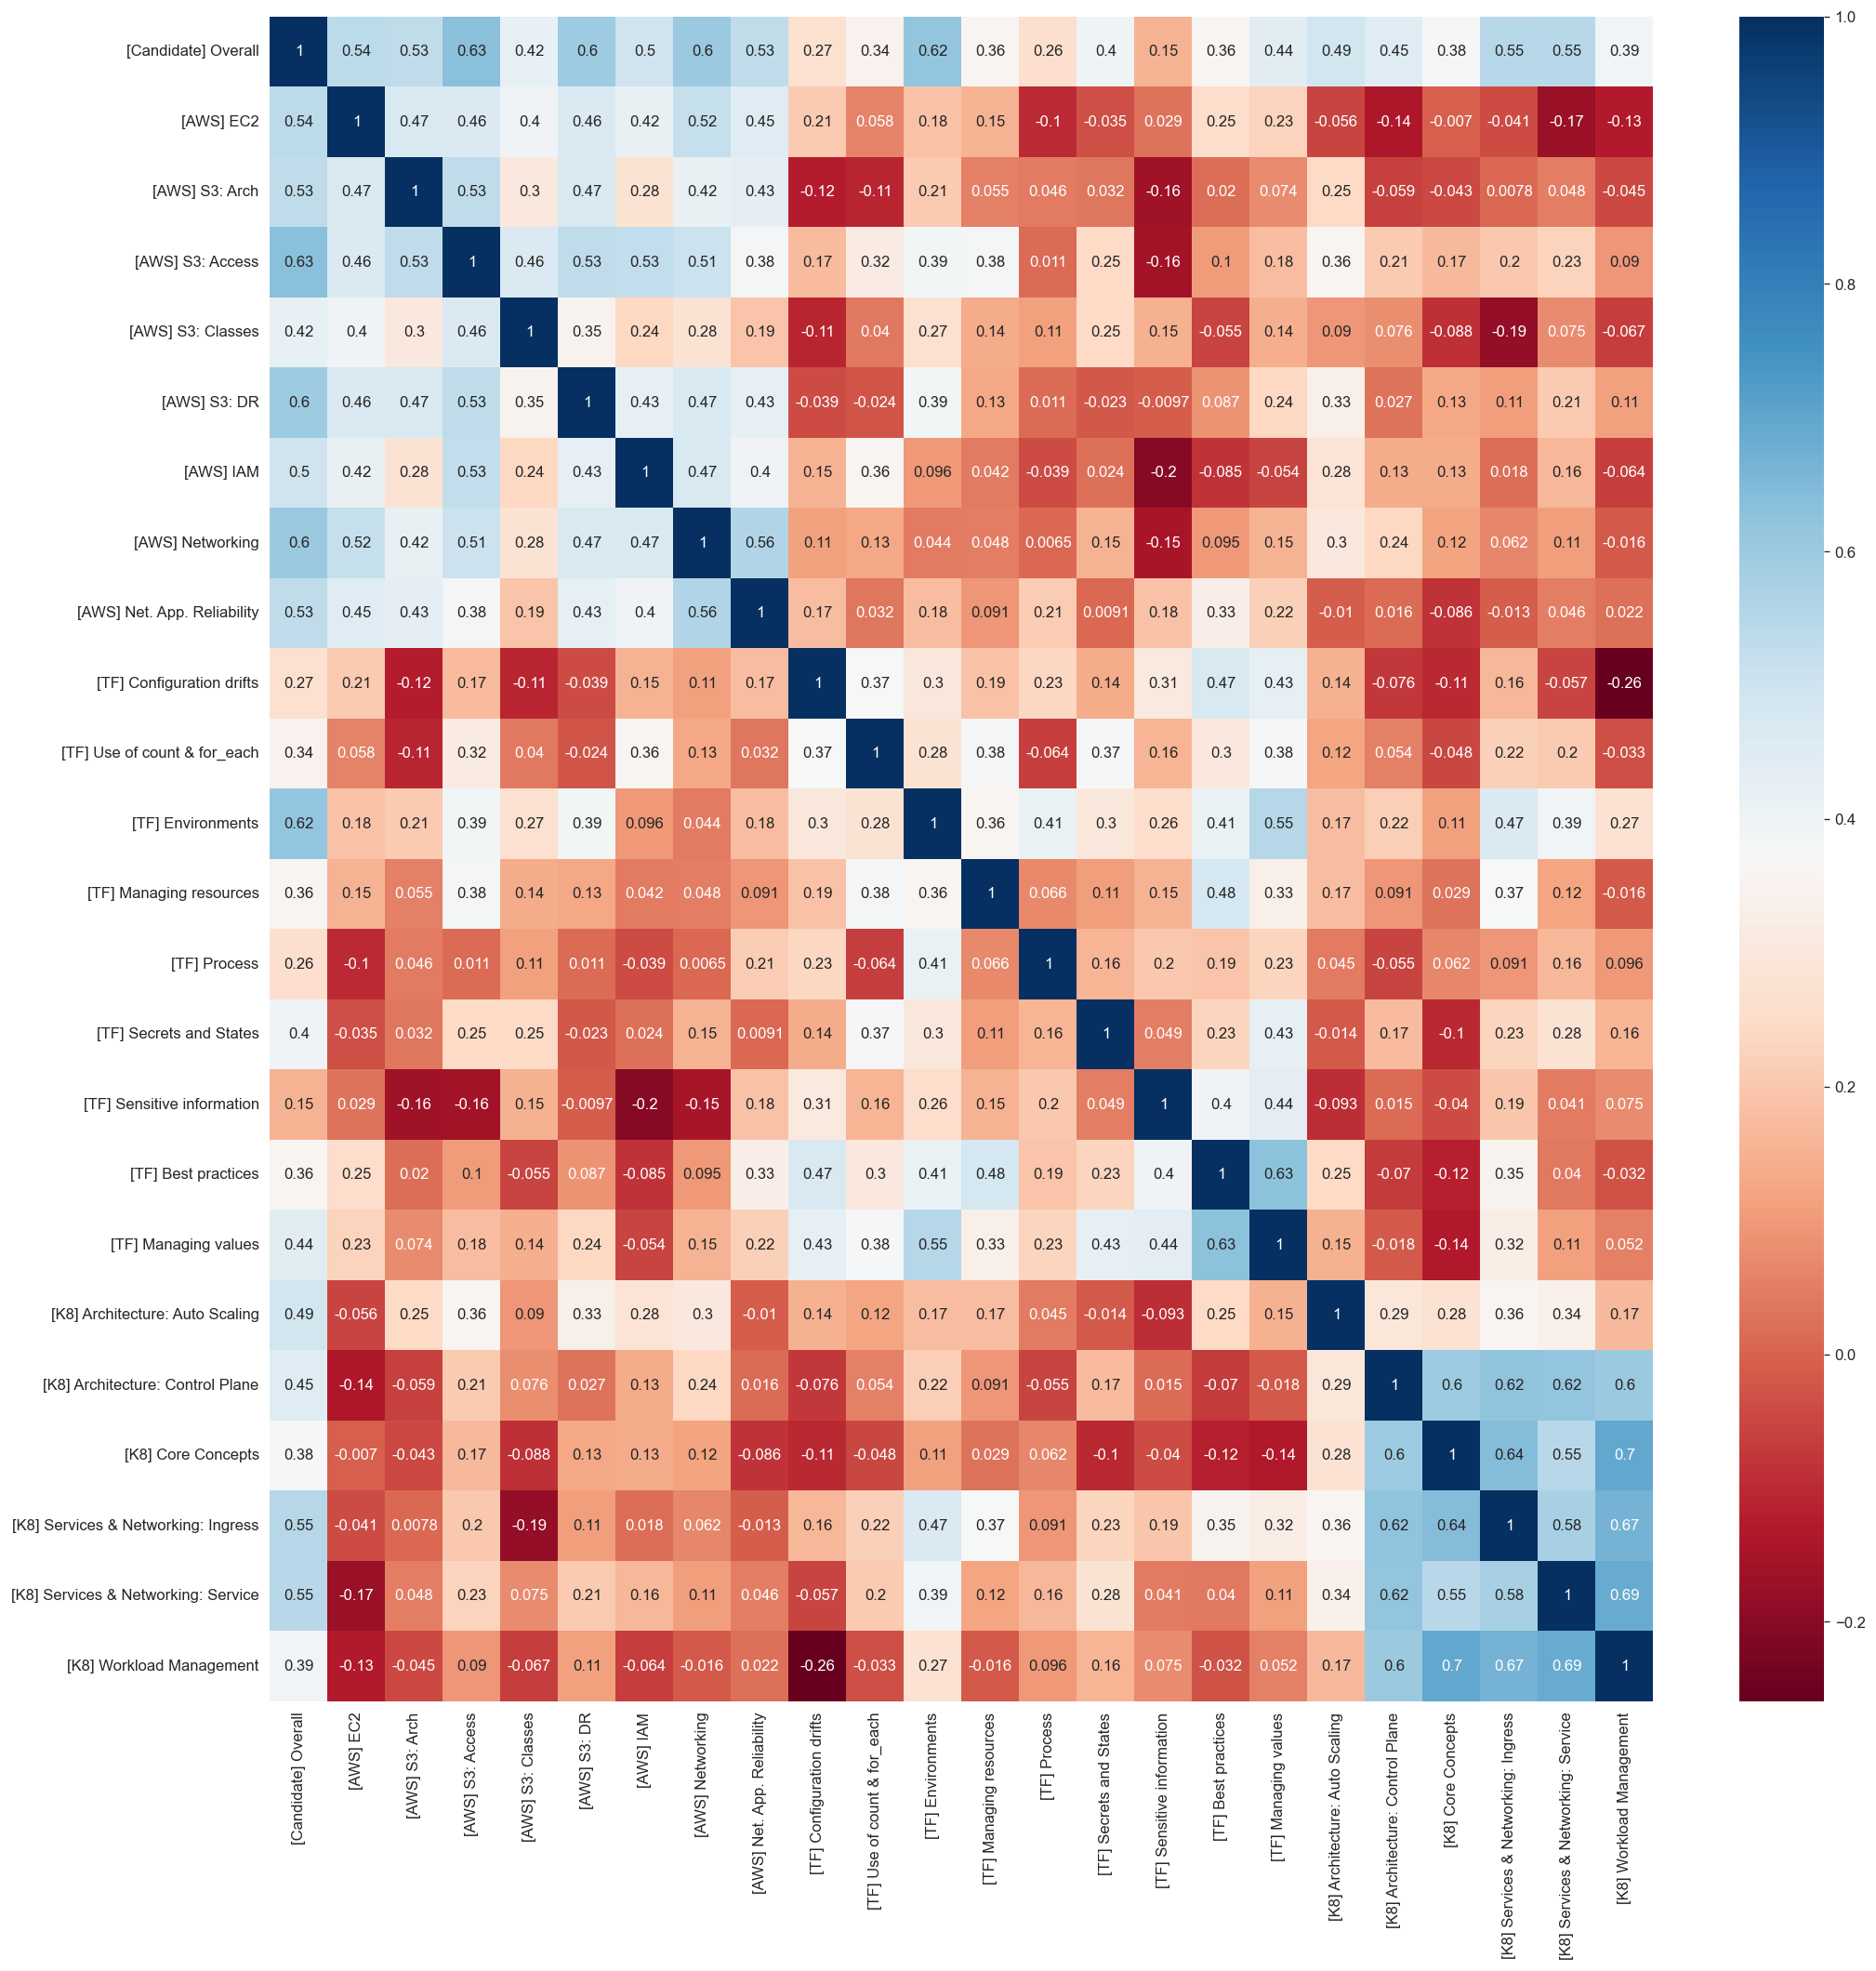 [Candidate] Overall 1 0.54 0.53 0.63 0.42 0.6 0.5 0.6 0.53 0.27 0.34 0.62 0.36 0.26 0.4 0.15 0.36 0.44 0.49 0.45 0.38 0.55 0.55 0.39
[AWS] EC2 0.54 1 0.47 0.46 0.4 0.46 0.42 0.52 0.45 0.21 0.058 0.18 0.15 -0.1 -0.035 0.029 0.25 0.23 -0.056 -0.14 -0.007 -0.041 -0.17 -0.13
[AWS] S3: Arch 0.53 0.47 1 0.53 0.3 0.47 0.28 0.42 0.43 -0.12 -0.11 0.21 0.055 0.046 0.032 -0.16 0.02 0.074 0.25 -0.059 -0.043 0.0078 0.048 -0.045
[AWS] S3: Access 0.63 0.46 0.53 1 0.46 0.53 0.53 0.51 0.38 0.17 0.32 0.39 0.38 0.011 0.25 -0.16 0.1 0.18 0.36 0.21 0.17 0.2 0.23 0.09
[AWS] S3: Classes 0.42 0.4 0.3 0.46 1 0.35 0.24 0.28 0.19 -0.11 0.04 0.27 0.14 0.11 0.25 0.15 -0.055 0.14 0.09 0.076 -0.088 -0.19 0.075 -0.067
[AWS] S3: DR 0.6 0.46 0.47 0.53 0.35 1 0.43 0.47 0.43 -0.039 -0.024 0.39 0.13 0.011 -0.023 -0.0097 0.087 0.24 0.33 0.027 0.13 0.11 0.21 0.11
[AWS] IAM 0.5 0.42 0.28 0.53 0.24 0.43 1 0.47 0.4 0.15 0.36 0.096 0.042 -0.039 0.024 -0.2 -0.085 -0.054 0.28 0.13 0.13 0.018 0.16 -0.064
[AWS] Networking 0.6 0.52 0.42 0.51 0.28 0.47 0.47 1 0.56 0.11 0.13 0.044 0.048 0.0065 0.15 -0.15 0.095 0.15 0.3 0.24 0.12 0.062 0.11 -0.016
[AWS] Net. App. Reliability 0.53 0.45 0.43 0.38 0.19 0.43 0.4 0.56 1 0.17 0.032 0.18 0.091 0.21 0.0091 0.18 0.33 0.22 -0.01 0.016 -0.086 -0.013 0.046 0.022
[TF] Configuration drifts 0.27 0.21 -0.12 0.17 -0.11 -0.039 0.15 0.11 0.17 1 0.37 0.3 0.19 0.23 0.14 0.31 0.47 0.43 0.14 -0.076 -0.11 0.16 -0.057 -0.26
[TF] Use of count & for_each 0.34 0.058 -0.11 0.32 0.04 -0.024 0.36 0.13 0.032 0.37 1 0.28 0.38 -0.064 0.37 0.16 0.3 0.38 0.12 0.054 -0.048 0.22 0.2 -0.033
[TF] Environments 0.62 0.18 0.21 0.39 0.27 0.39 0.096 0.044 0.18 0.3 0.28 1 0.36 0.41 0.3 0.26 0.41 0.55 0.17 0.22 0.11 0.47 0.39 0.27
[TF] Managing resources 0.36 0.15 0.055 0.38 0.14 0.13 0.042 0.048 0.091 0.19 0.38 0.36 1 0.066 0.11 0.15 0.48 0.33 0.17 0.091 0.029 0.37 0.12 -0.016
[TF] Process 0.26 -0.1 0.046 0.011 0.11 0.011 -0.039 0.0065 0.21 0.23 -0.064 0.41 0.066 1 0.16 0.2 0.19 0.23 0.045 -0.055 0.062 0.091 0.16 0.096
[TF] Secrets and States 0.4 -0.035 0.032 0.25 0.25 -0.023 0.024 0.15 0.0091 0.14 0.37 0.3 0.11 0.16 1 0.049 0.23 0.43 -0.014 0.17 -0.1 0.23 0.28 0.16
[TF] Sensitive information 0.15 0.029 -0.16 -0.16 0.15 -0.0097 -0.2 -0.15 0.18 0.31 0.16 0.26 0.15 0.2 0.049 1 0.4 0.44 -0.093 0.015 -0.04 0.19 0.041 0.075
[TF] Best practices 0.36 0.25 0.02 0.1 -0.055 0.087 -0.085 0.095 0.33 0.47 0.3 0.41 0.48 0.19 0.23 0.4 1 0.63 0.25 -0.07 -0.12 0.35 0.04 -0.032
[TF] Managing values 0.44 0.23 0.074 0.18 0.14 0.24 -0.054 0.15 0.22 0.43 0.38 0.55 0.33 0.23 0.43 0.44 0.63 1 0.15 -0.018 -0.14 0.32 0.11 0.052
[K8] Architecture: Auto Scaling 0.49 -0.056 0.25 0.36 0.09 0.33 0.28 0.3 -0.01 0.14 0.12 0.17 0.17 0.045 -0.014 -0.093 0.25 0.15 1 0.29 0.28 0.36 0.34 0.17
[K8] Architecture: Control Plane 0.45 -0.14 -0.059 0.21 0.076 0.027 0.13 0.24 0.016 -0.076 0.054 0.22 0.091 -0.055 0.17 0.015 -0.07 -0.018 0.29 1 0.6 0.62 0.62 0.6
[K8] Core Concepts 0.38 -0.007 -0.043 0.17 -0.088 0.13 0.13 0.12 -0.086 -0.11 -0.048 0.11 0.029 0.062 -0.1 -0.04 -0.12 -0.14 0.28 0.6 1 0.64 0.55 0.7
[K8] Services & Networking: Ingress 0.55 -0.041 0.0078 0.2 -0.19 0.11 0.018 0.062 -0.013 0.16 0.22 0.47 0.37 0.091 0.23 0.19 0.35 0.32 0.36 0.62 0.64 1 0.58 0.67
[K8] Services & Networking: Service 0.55 -0.17 0.048 0.23 0.075 0.21 0.16 0.11 0.046 -0.057 0.2 0.39 0.12 0.16 0.28 0.041 0.04 0.11 0.34 0.62 0.55 0.58 1 0.69
[K8] Workload Management 0.39 -0.13 -0.045 0.09 -0.067 0.11 -0.064 -0.016 0.022 -0.26 -0.033 0.27 -0.016 0.096 0.16 0.075 -0.032 0.052 0.17 0.6 0.7 0.67 0.69 1
[Candidate] Overall
[AWS] EC2
[AWS] S3: Arch
[AWS] S3: Access
[AWS] S3: Classes
[AWS] S3: DR
[AWS] IAM
[AWS] Networking
[AWS] Net. App. Reliability
[TF] Configuration drifts
[TF] Use of count & for_each
[TF] Environments
[TF] Managing resources
[TF] Process
[TF] Secrets and States
[TF] Sensitive information
[TF] Best practices
[TF] Managing values
[K8] Architecture: Auto Scaling
[K8] Architecture: Control Plane
[K8] Core Concepts
[K8] Services & Networking: Ingress
[K8] Services & Networking: Service
[K8] Workload Management
1.0
0.8
0.6
0.4
0.2
0.0
−0.2